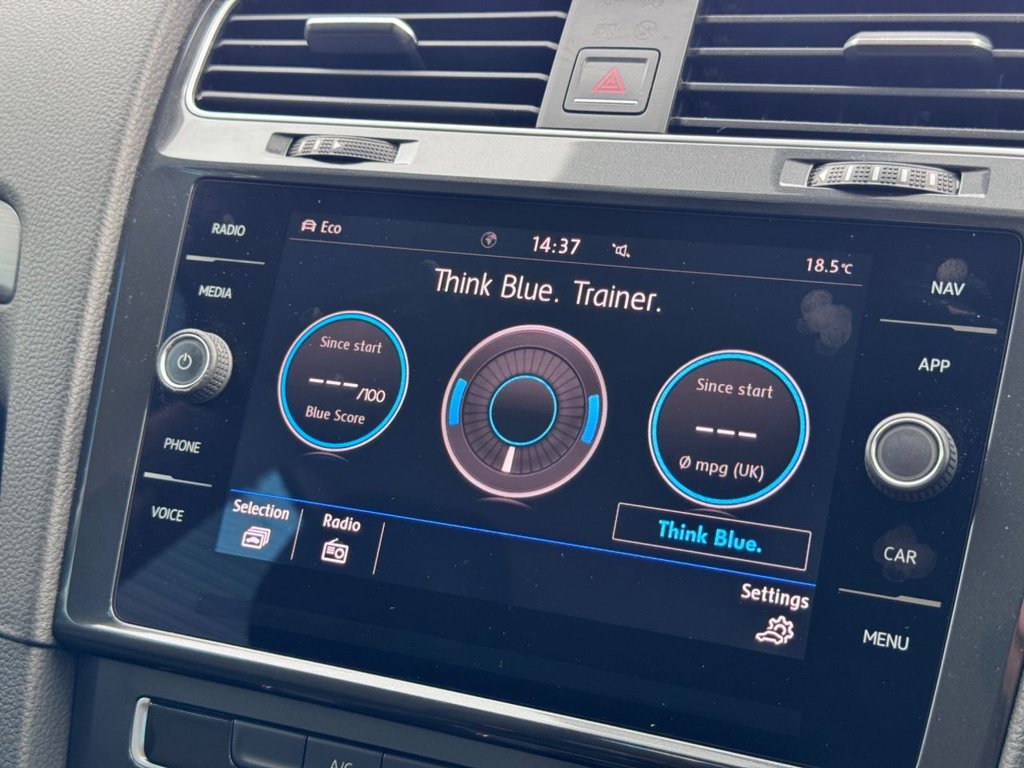 RADIO
MEDIA
PHONE
VOICE
Eco
14:37
18.5°C
Think Blue. Trainer.
Since start
---/100
Blue Score
Since start
---
Ø mpg (UK)
Think Blue.
Selection
Radio
Settings
NAV
APP
CAR
MENU
A/C